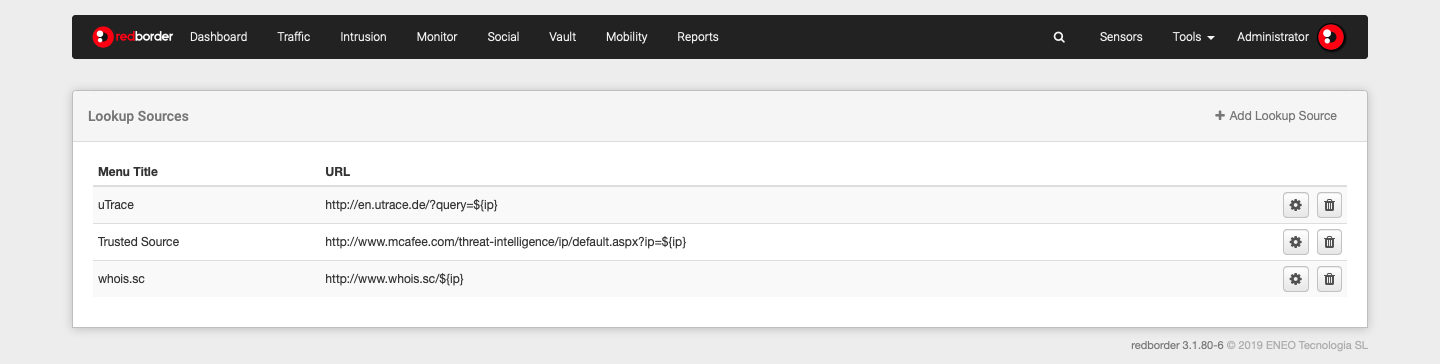 redborder Dashboard Traffic Intrusion Monitor Social Vault Mobility Reports Sensors Tools Administrator
Lookup Sources Add Lookup Source
Menu Title URL
uTrace http://en.utrace.de/?query=${ip}
Trusted Source http://www.mcafee.com/threat-intelligence/ip/default.aspx?ip=${ip}
whois.sc http://www.whois.sc/${ip}
redborder 3.1.80-6 © 2019 ENEO Tecnologia SL